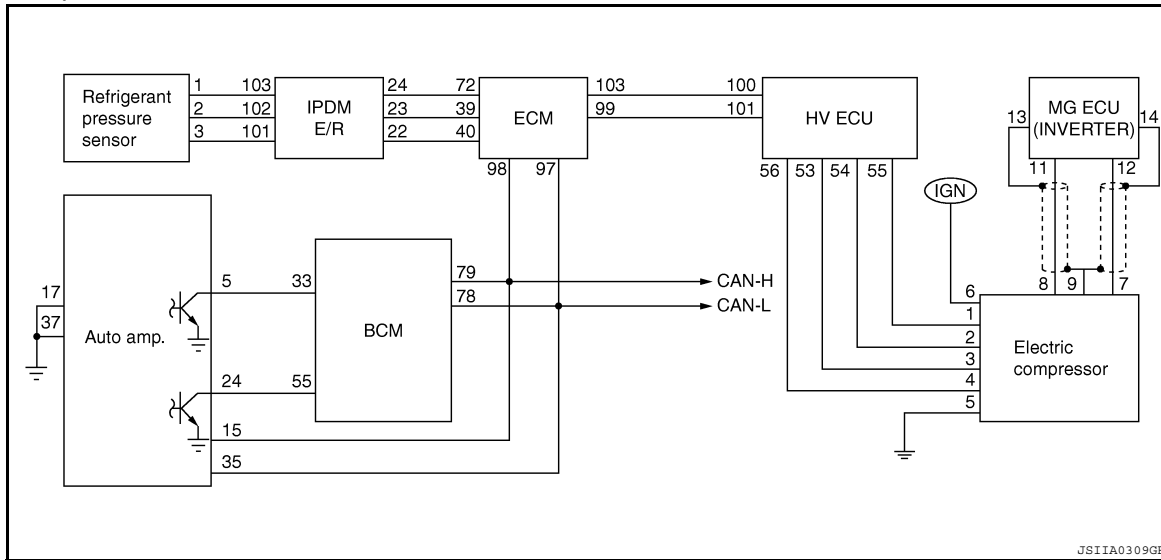 Refrigerant
pressure
sensor
1 103
2 102
3 101
IPDM
E/R
24 72
23 39
22 40
ECM
98 97
103 100
99 101
HV ECU
56 53 54 55
MG ECU
(INVERTER)
13 14
11 12
IGN
8 9 7
6
1
2
3
4
5
Electric
compressor
17
37
Auto amp.
5 33
24 55
15
35
BCM
79
78
CAN-H
CAN-L
JSIIA0309G